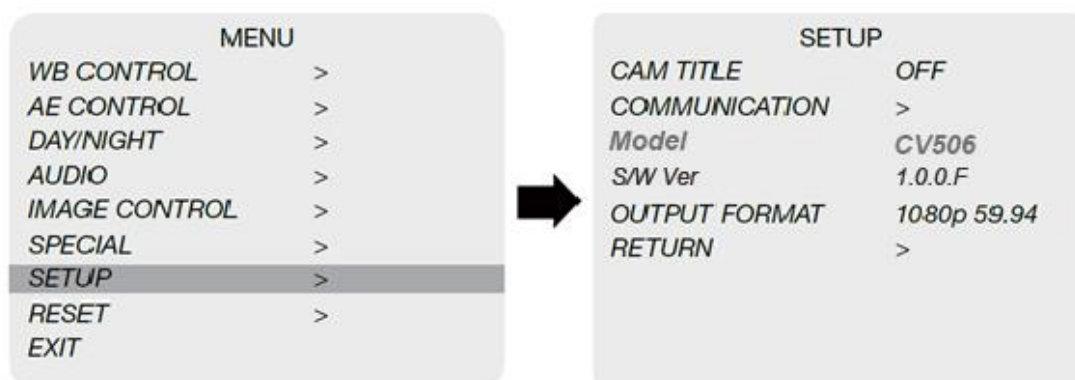 MENU
WB CONTROL >
AE CONTROL >
DAY/NIGHT >
AUDIO >
IMAGE CONTROL >
SPECIAL >
SETUP >
RESET >
EXIT
SETUP
CAM TITLE OFF
COMMUNICATION >
Model CV506
S/W Ver 1.0.0.F
OUTPUT FORMAT 1080p 59.94
RETURN >